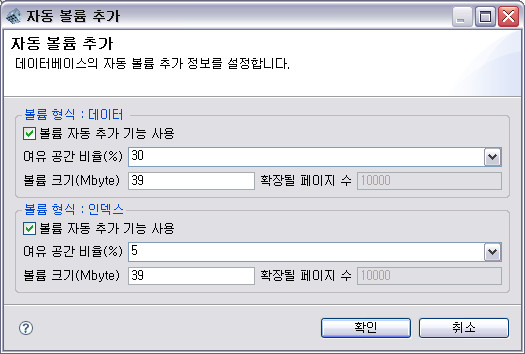 자동 볼륨 추가
자동 볼륨 추가
데이터베이스의 자동 볼륨 추가 정보를 설정합니다.
볼륨 형식 : 데이터
볼륨 자동 추가 기능 사용
여유 공간 비율(%) 30
볼륨 크기(Mbyte) 39 확장될 페이지 수 10000
볼륨 형식 : 인덱스
볼륨 자동 추가 기능 사용
여유 공간 비율(%) 5
볼륨 크기(Mbyte) 39 확장될 페이지 수 10000
? 확인 취소